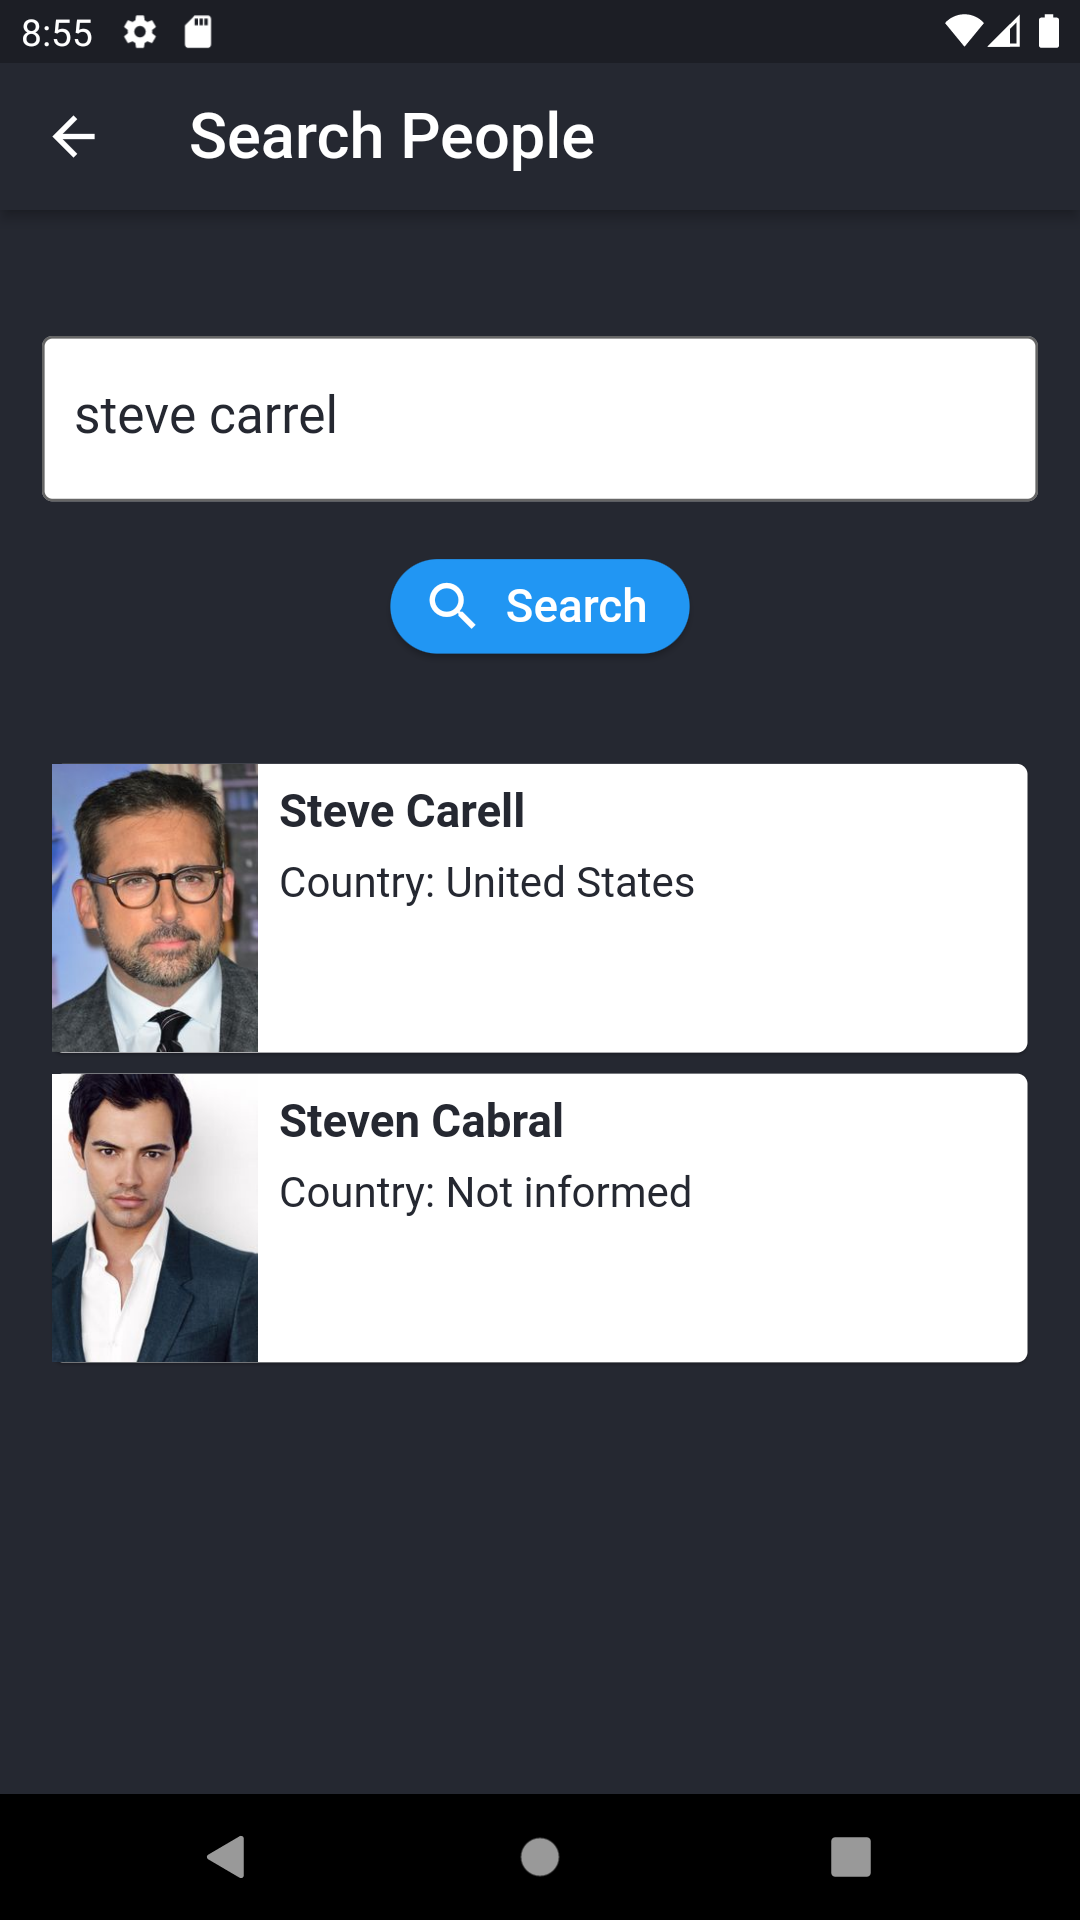 8:55
Search People
steve carrel
Search
Steve Carell
Country: United States
Steven Cabral
Country: Not informed